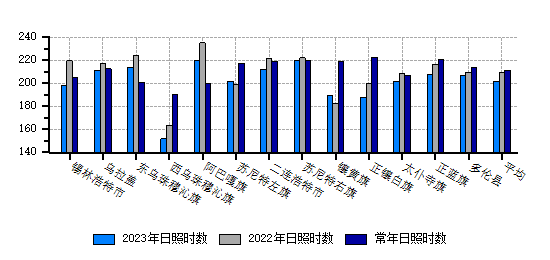 240
220
200
180
160
140
锡林浩特市
乌拉盖
东乌珠穆沁旗
西乌珠穆沁旗
阿巴嘎旗
苏尼特左旗
二连浩特市
苏尼特右旗
镶黄旗
正镶白旗
太仆寺旗
正蓝旗
多伦县
平均
2023年日照时数
2022年日照时数
常年日照时数